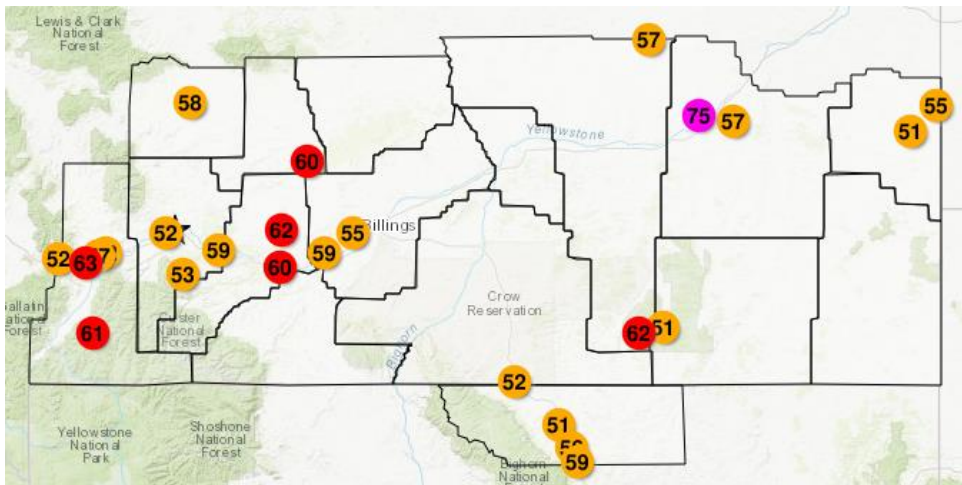 Lewis & Clark
National
Forest
57
58
75
57
55
51
Yellowstone
60
52
62
55
Billings
59
59
52
63
53
60
Gallatin
Forest
Crow
Reservation
Custer
National
Forest
61
62
51
Bighorn
52
Yellowstone
National
Park
Shoshone
National
Forest
51
59
Bighorn
National